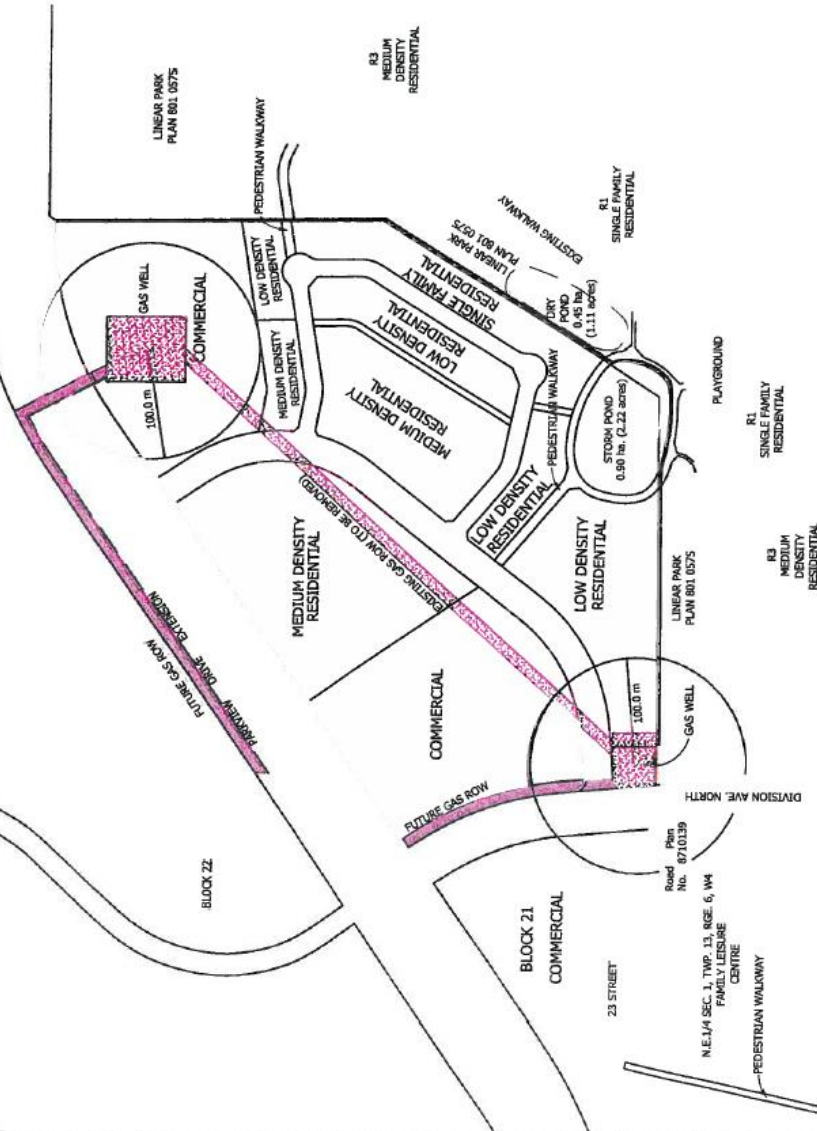 LINEAR PARK
PLAN 801 0575
R3
MEDIUM
DENSITY
RESIDENTIAL
PEDESTRIAN WALKWAY
GAS WELL
COMMERCIAL
100.0 m
LOW DENSITY
RESIDENTIAL
MEDIUM DENSITY
RESIDENTIAL
SINGLE FAMILY
RESIDENTIAL
LINEAR PARK
PLAN 801 0575
EXISTING WALKWAY
R1
SINGLE FAMILY
RESIDENTIAL
LOW DENSITY
RESIDENTIAL
MEDIUM DENSITY
RESIDENTIAL
DRY
POND
0.45 ha.
(1.11 acres)
PEDESTRIAN WALKWAY
STORM POND
0.90 ha. (2.22 acres)
PLAYGROUND
R1
SINGLE FAMILY
RESIDENTIAL
LOW DENSITY
RESIDENTIAL
EXISTING GAS ROW (TO BE REMOVED)
MEDIUM DENSITY
RESIDENTIAL
LOW DENSITY
RESIDENTIAL
LINEAR PARK
PLAN 801 0575
R3
MEDIUM
DENSITY
RESIDENTIAL
FUTURE GAS ROW
PARKVIEW DRIVE EXTENSION
COMMERCIAL
100.0 m
GAS WELL
FUTURE GAS ROW
DIVISION AVE. NORTH
BLOCK 22
Road Plan
No. 8710139
BLOCK 21
COMMERCIAL
23 STREET
N.E.1/4 SEC. 1, TWP. 13, RGE. 6, W4
FAMILY LEISURE
CENTRE
PEDESTRIAN WALKWAY